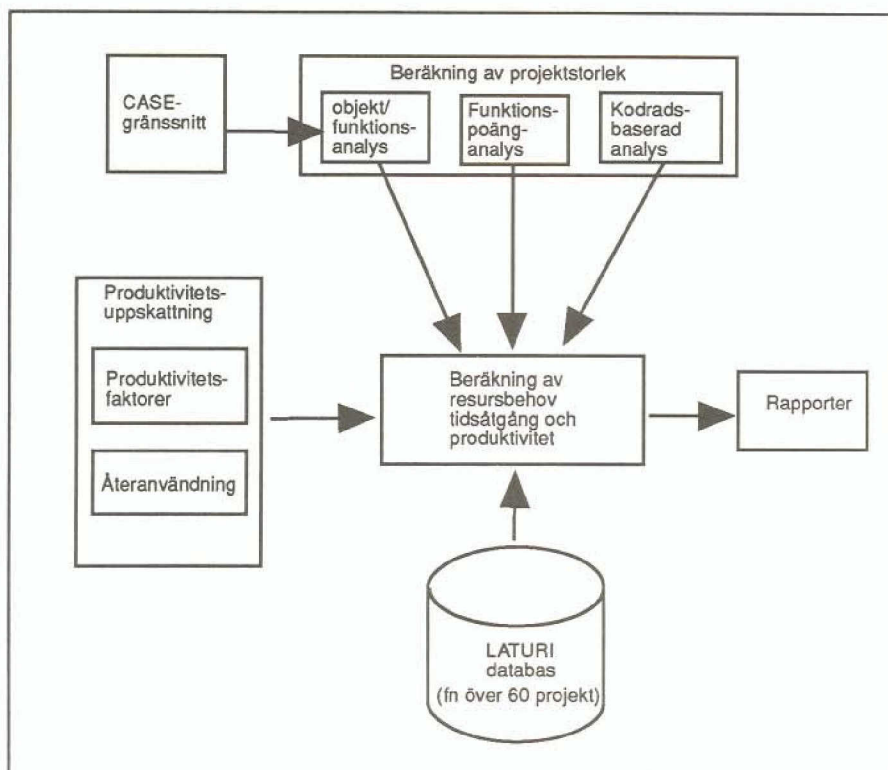 Beräkning av projektstorlek
CASE-
gränssnitt
objekt/
funktions-
analys
Funktions-
poäng-
analys
Kodrads-
baserad
analys
Produktivitets-
uppskattning
Produktivitets-
faktorer
Återanvändning
Beräkning av
resursbehov
tidsåtgång och
produktivitet
Rapporter
LATURI
databas
(fn över 60 projekt)